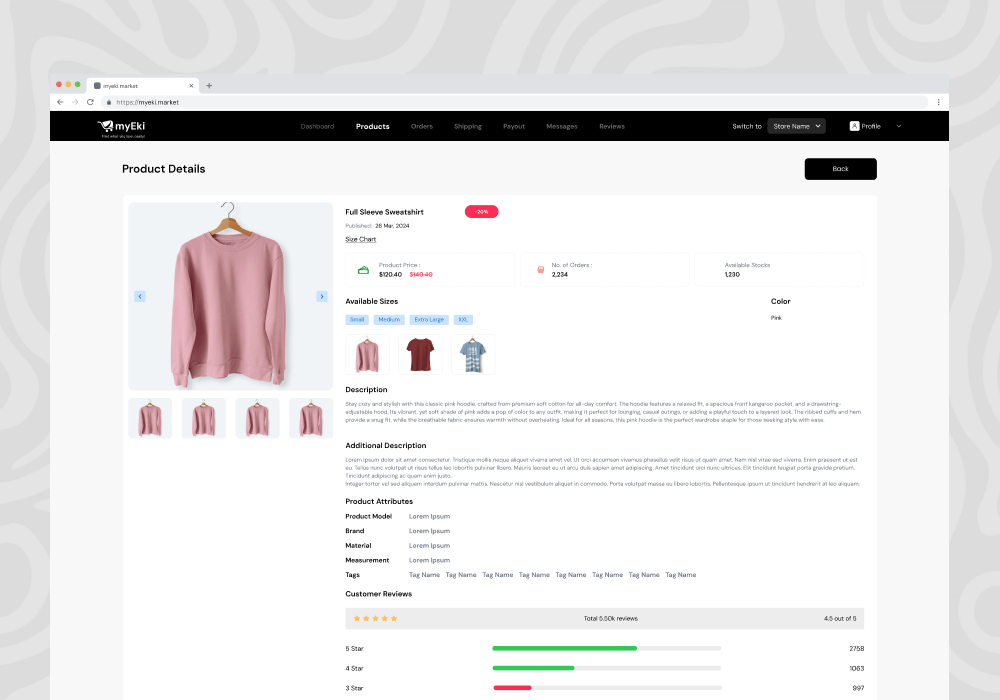 myeki.market
https://myeki.market
myEki
Find what you love, easily!
Dashboard Products Orders Shipping Payout Messages Reviews
Switch to Store Name Profile
Product Details
Back
Full Sleeve Sweatshirt -20%
Published: 26 Mar, 2024
Size Chart
Product Price :
$120.40 $140.40
No. of Orders :
2,234
Available Stocks
1,230
Available Sizes
Color
Small Medium Extra Large XXL
Pink
Description
Stay cozy and stylish with this classic pink hoodie, crafted from premium soft cotton for all-day comfort. The hoodie features a relaxed fit, a spacious front kangaroo pocket, and a drawstring-
adjustable hood. Its vibrant, yet soft shade of pink adds a pop of color to any outfit, making it perfect for lounging, casual outings, or adding a playful touch to a layered look. The ribbed cuffs and hem
provide a snug fit, while the breathable fabric ensures warmth without overheating. Ideal for all seasons, this pink hoodie is the perfect wardrobe staple for those seeking style with ease.
Additional Description
Lorem ipsum dolor sit amet consectetur. Tristique mollis neque aliquet viverra amet vel. Ut orci accumsan vivamus phasellus velit risus ut quam amet. Nam nisl vitae sed viverra. Enim praesent ut est
eu. Tellus nunc volutpat ut risus tellus leo lobortis pulvinar libero. Mauris laoreet eu ut arcu duis sapien amet adipiscing. Amet tincidunt orci nunc ultrices. Elit tincidunt feugiat porta gravida pretium.
Tincidunt adipiscing ac quam enim justo.
Integer tortor vel sed aliquam interdum pulvinar mattis. Nascetur nisl vestibulum aliquet in commodo. Porta volutpat massa eu libero lobortis. Pellentesque ipsum ut tincidunt hendrerit at leo aliquam.
Product Attributes
Product Model Lorem Ipsum
Brand Lorem Ipsum
Material Lorem Ipsum
Measurement Lorem Ipsum
Tags Tag Name Tag Name Tag Name Tag Name Tag Name Tag Name Tag Name Tag Name
Customer Reviews
Total 5.50k reviews 4.5 out of 5
5 Star 2758
4 Star 1063
3 Star 997